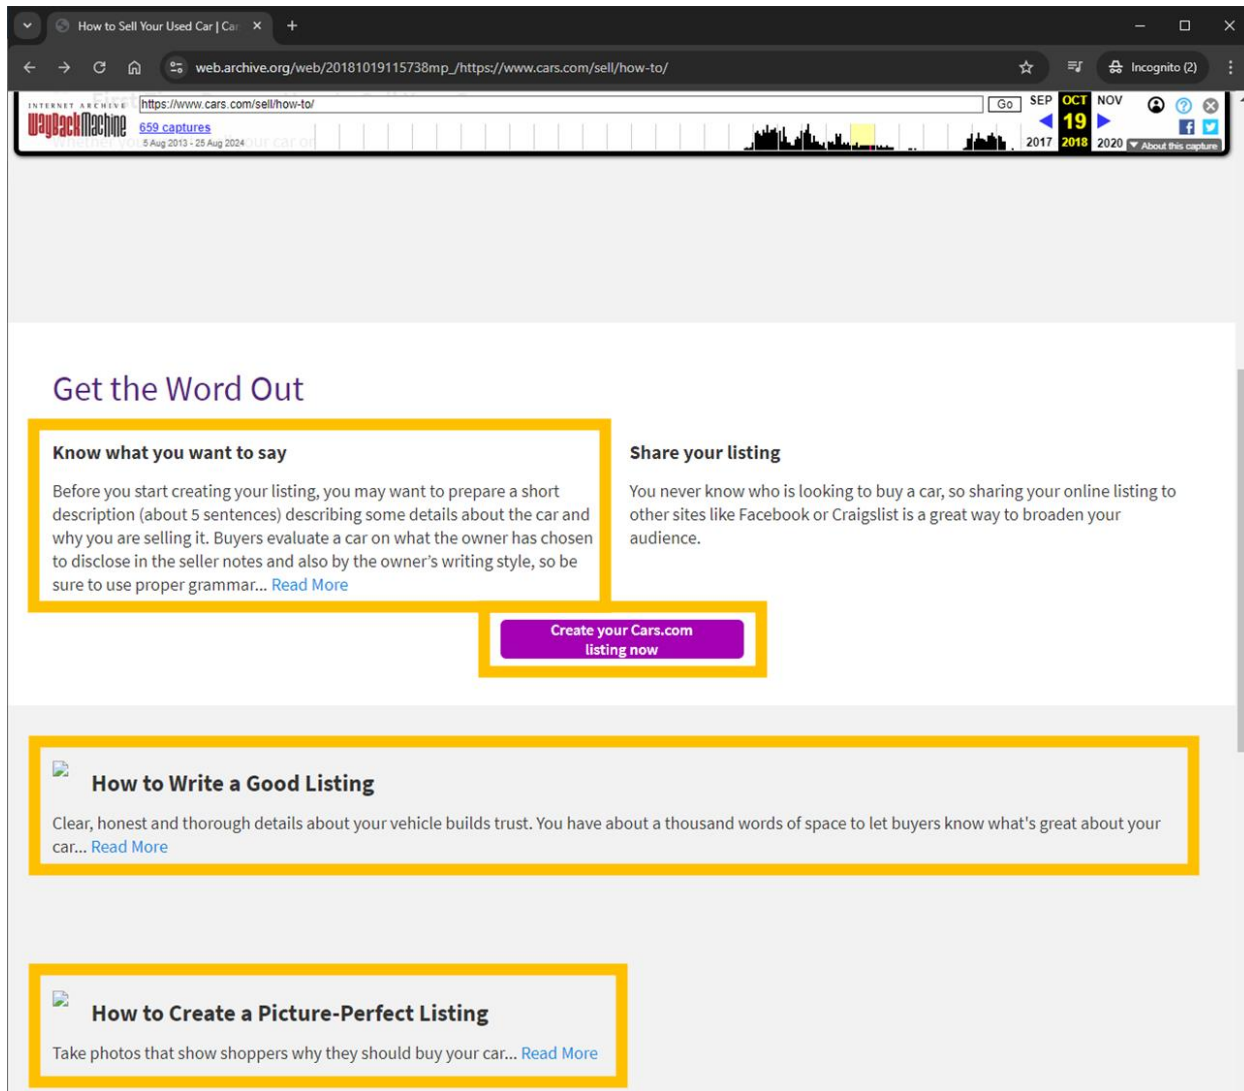 How to Sell Your Used Car | Car
web.archive.org/web/20181019115738mp_/https://www.cars.com/sell/how-to/
Incognito (2)
INTERNET ARCHIVE
WayBackMachine
https://www.cars.com/sell/how-to/
Go
SEP OCT NOV
659 captures
19
5 Aug 2013 - 25 Aug 2024
2017 2018 2020
About this capture
Get the Word Out
Know what you want to say
Before you start creating your listing, you may want to prepare a short
description (about 5 sentences) describing some details about the car and
why you are selling it. Buyers evaluate a car on what the owner has chosen
to disclose in the seller notes and also by the owner’s writing style, so be
sure to use proper grammar... Read More
Share your listing
You never know who is looking to buy a car, so sharing your online listing to
other sites like Facebook or Craigslist is a great way to broaden your
audience.
Create your Cars.com
listing now
How to Write a Good Listing
Clear, honest and thorough details about your vehicle builds trust. You have about a thousand words of space to let buyers know what's great about your
car... Read More
How to Create a Picture-Perfect Listing
Take photos that show shoppers why they should buy your car... Read More